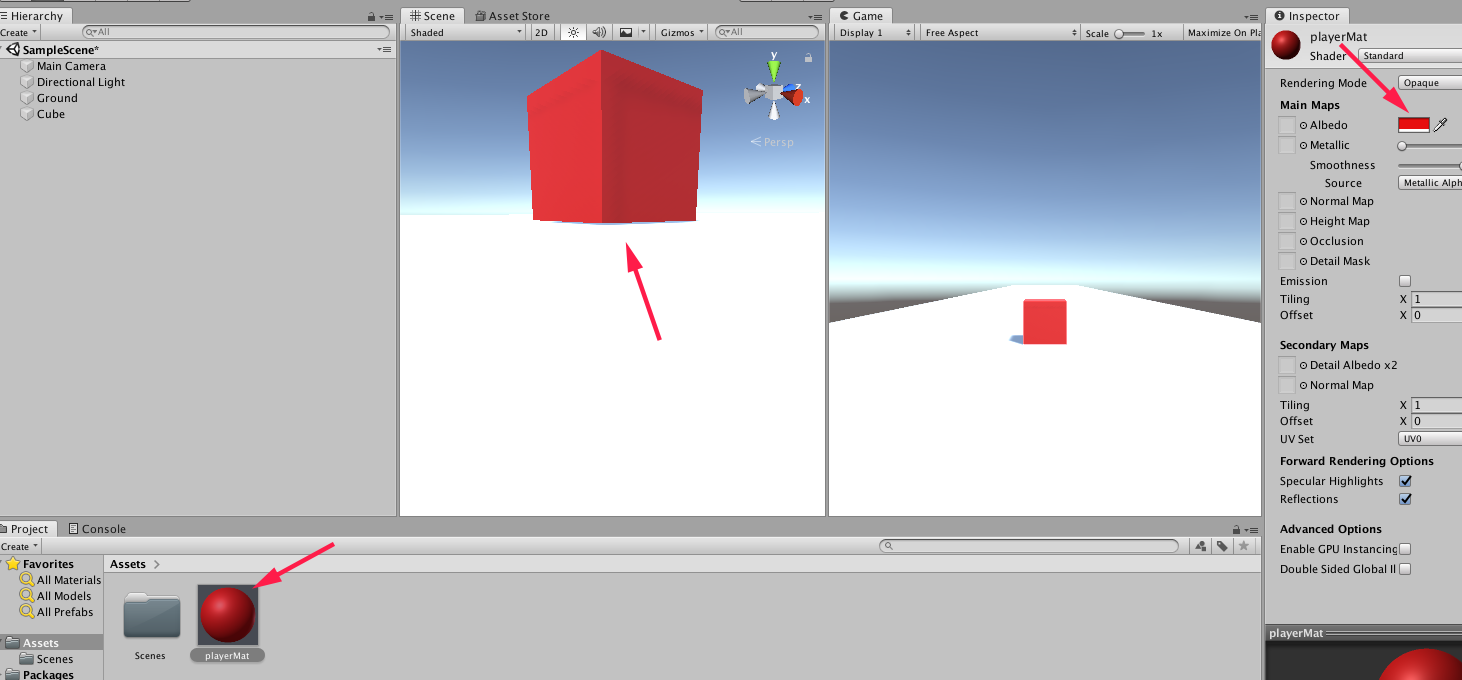 Hierarchy
Create
All
SampleScene*
Main Camera
Directional Light
Ground
Cube
Scene
Asset Store
Shaded
2D
Gizmos
All
y
z
x
Persp
Game
Display 1
Free Aspect
Scale
1x
Maximize On Pla
Inspector
playerMat
Shader
Standard
Rendering Mode
Opaque
Main Maps
Albedo
Metallic
Smoothness
Source
Metallic Alph
Normal Map
Height Map
Occlusion
Detail Mask
Emission
Tiling X 1
Offset X 0
Secondary Maps
Detail Albedo x2
Normal Map
Tiling X 1
Offset X 0
UV Set UV0
Forward Rendering Options
Specular Highlights
Reflections
Advanced Options
Enable GPU Instancing
Double Sided Global Il
playerMat
Project
Console
Create
Favorites
All Materials
All Models
All Prefabs
Assets
Scenes
Packages
Assets
Scenes
playerMat